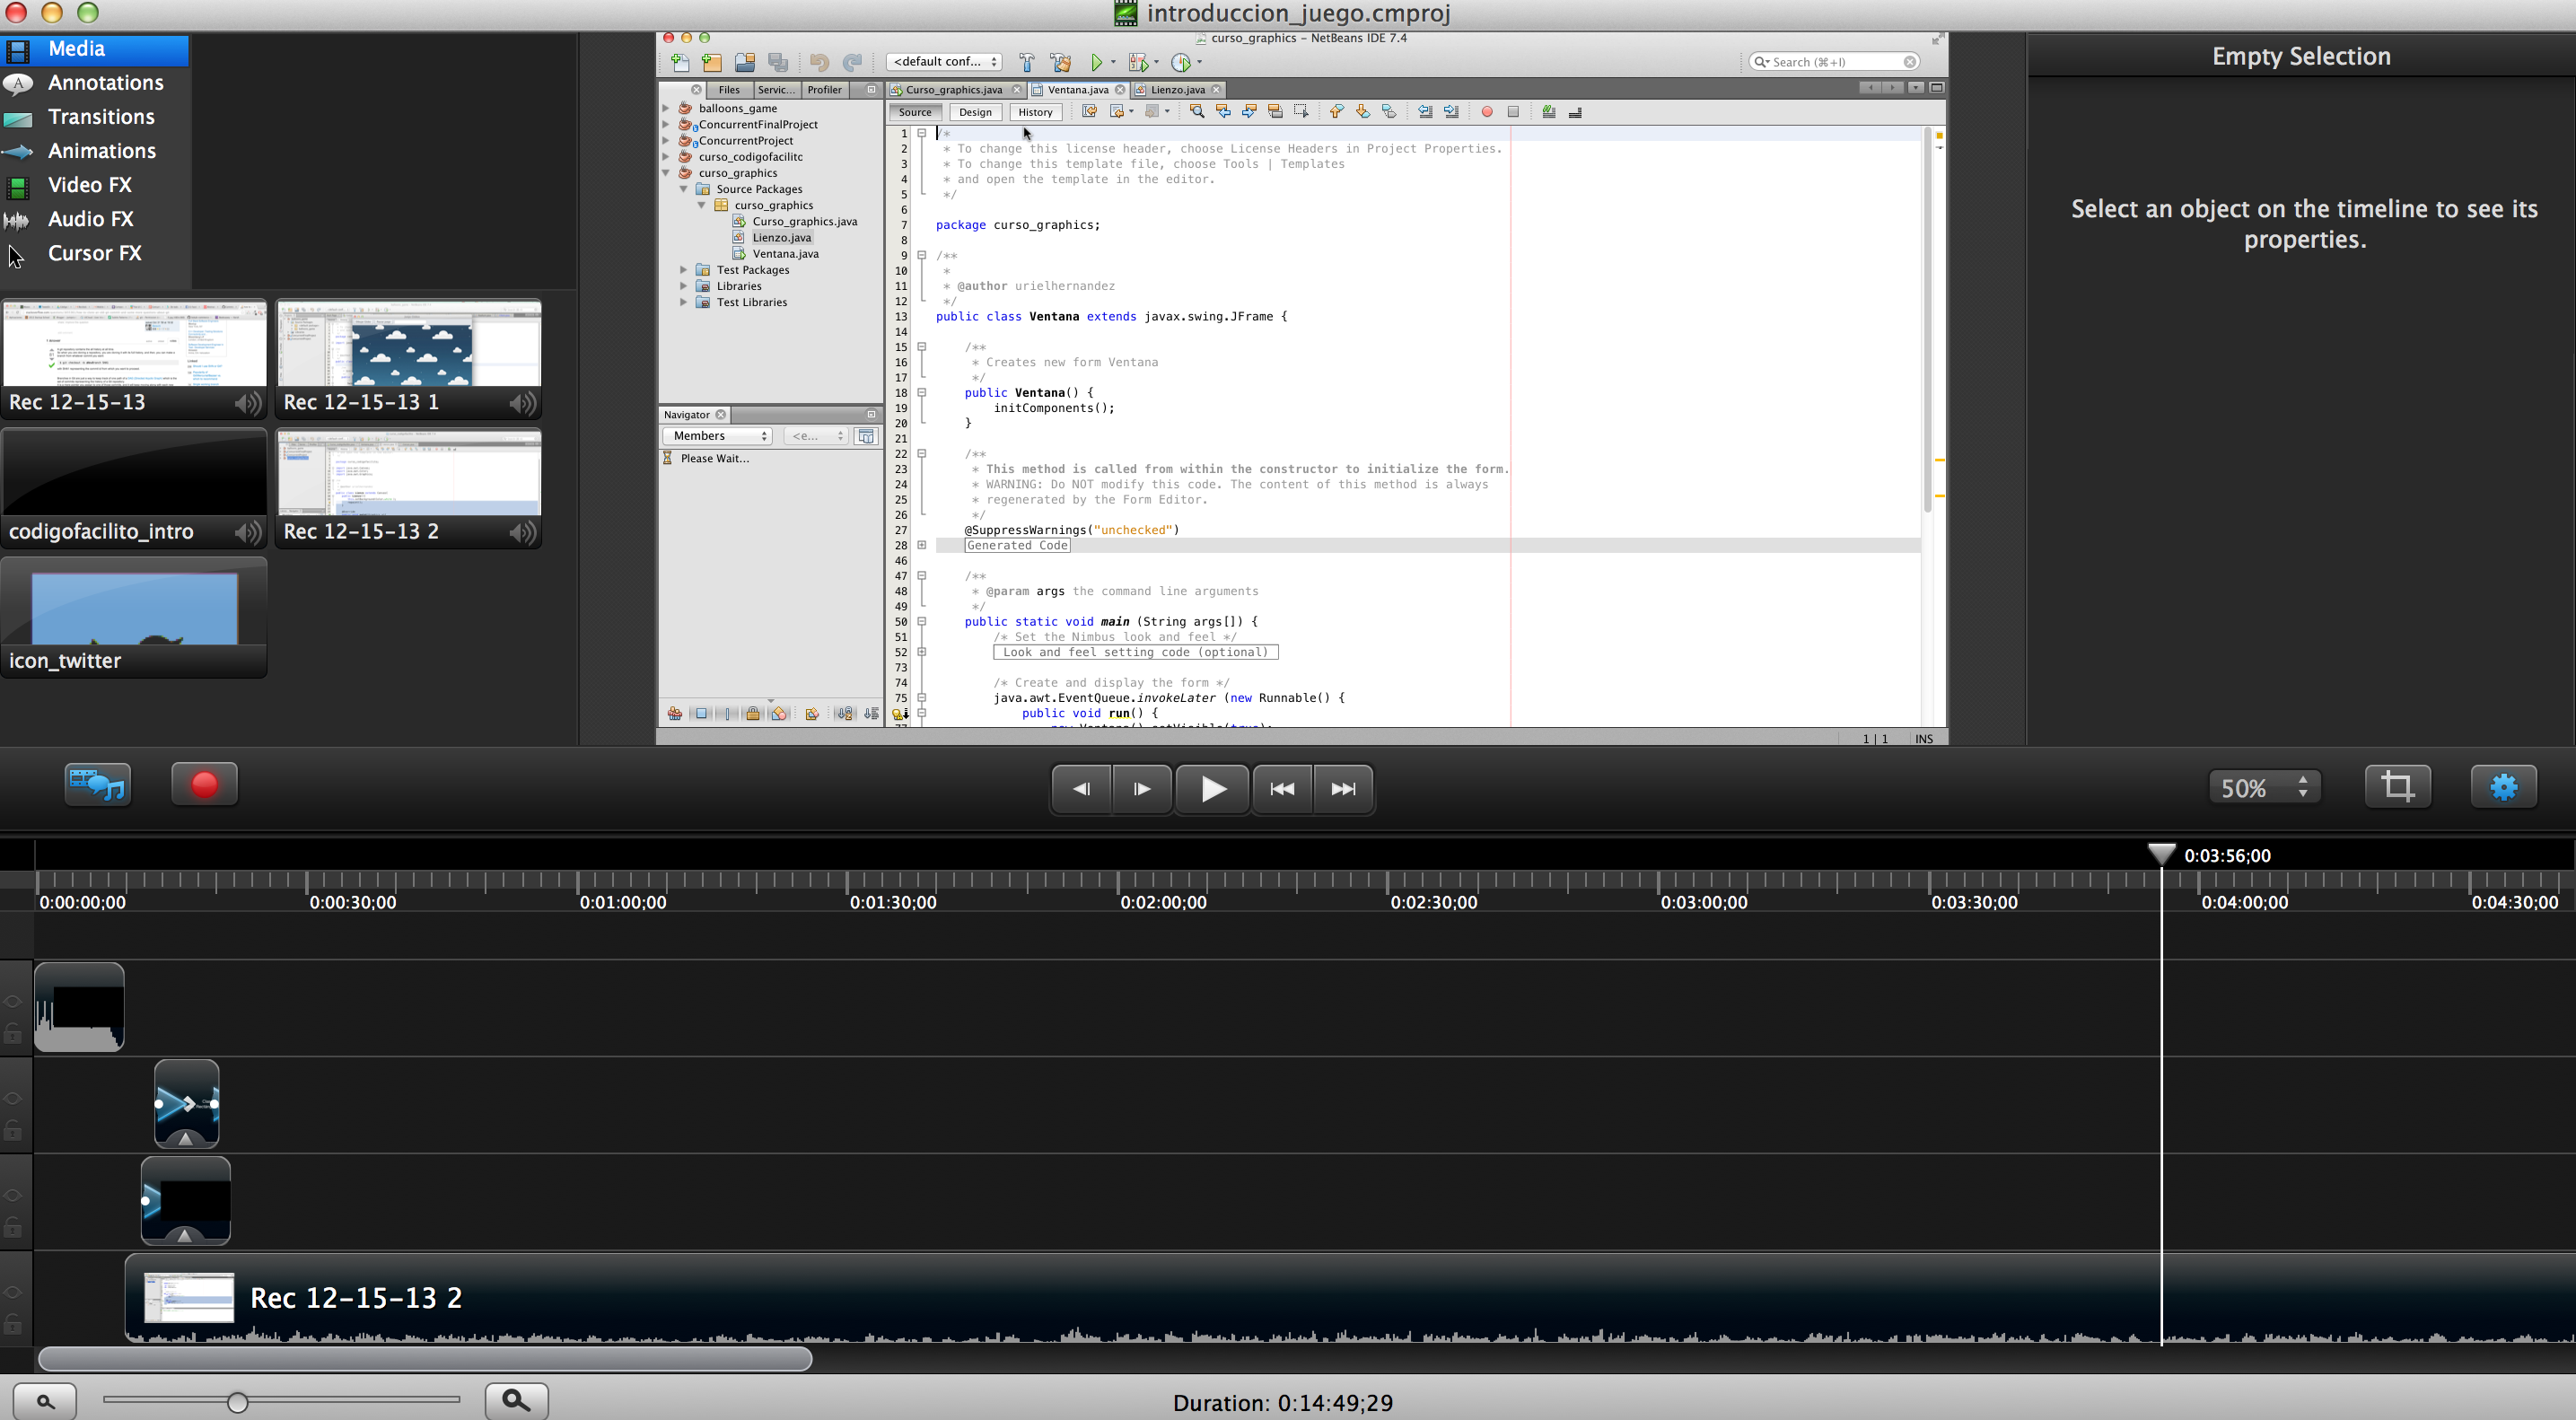 introduccion_juego.cmproj
Media
Annotations
Transitions
Animations
Video FX
Audio FX
Cursor FX
Rec 12-15-13
Rec 12-15-13 1
codigofacilito_intro
Rec 12-15-13 2
icon_twitter
curso_graphics - NetBeans IDE 7.4
<default conf...
Search (⌘+I)
Files Servic... Profiler
balloons_game
ConcurrentFinalProject
ConcurrentProject
curso_codigofacilito
curso_graphics
Source Packages
curso_graphics
Curso_graphics.java
Lienzo.java
Ventana.java
Test Packages
Libraries
Test Libraries
Navigator
Members <e...
Please Wait...
Curso_graphics.java Ventana.java Lienzo.java
Source Design History
1 /*
2 * To change this license header, choose License Headers in Project Properties.
3 * To change this template file, choose Tools | Templates
4 * and open the template in the editor.
5 */
6
7 package curso_graphics;
8
9 /**
10 *
11 * @author urielhernandez
12 */
13 public class Ventana extends javax.swing.JFrame {
14
15 /**
16 * Creates new form Ventana
17 */
18 public Ventana() {
19 initComponents();
20 }
21
22 /**
23 * This method is called from within the constructor to initialize the form.
24 * WARNING: Do NOT modify this code. The content of this method is always
25 * regenerated by the Form Editor.
26 */
27 @SuppressWarnings("unchecked")
28 Generated Code
46
47 /**
48 * @param args the command line arguments
49 */
50 public static void main (String args[]) {
51 /* Set the Nimbus look and feel */
52 Look and feel setting code (optional)
73
74 /* Create and display the form */
75 java.awt.EventQueue.invokeLater (new Runnable() {
public void run() {
1 | 1 INS
Empty Selection
Select an object on the timeline to see its
properties.
50%
0:03:56;00
0:00:00;00 0:00:30;00 0:01:00;00 0:01:30;00 0:02:00;00 0:02:30;00 0:03:00;00 0:03:30;00 0:04:00;00 0:04:30;00
Rec 12-15-13 2
Duration: 0:14:49;29